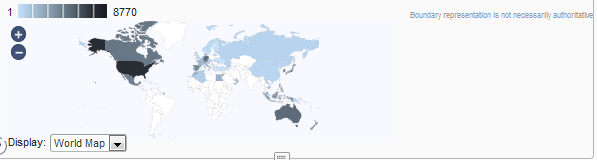 1 8770
Boundary representation is not necessarily authoritative
+
−
Display: World Map